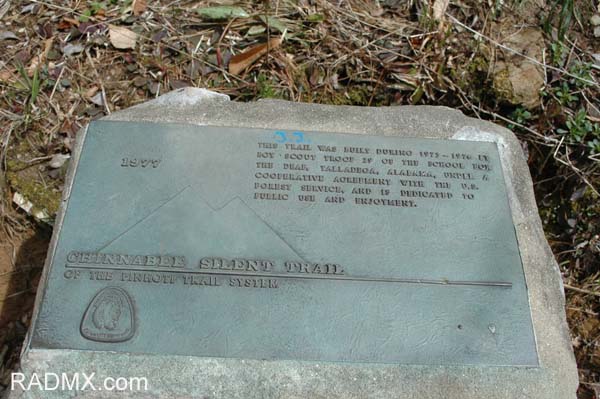 J.J.
1977
THIS TRAIL WAS BUILT DURING 1973-1976 BY
BOY SCOUT TROOP 29 OF THE SCHOOL FOR
THE DEAF, TALLADEGA, ALABAMA, UNDER A
COOPERATIVE AGREEMENT WITH THE U.S.
FOREST SERVICE, AND IS DEDICATED TO
PUBLIC USE AND ENJOYMENT.
CHINNABEE SILENT TRAIL
OF THE PINHOTI TRAIL SYSTEM
RADMX.com